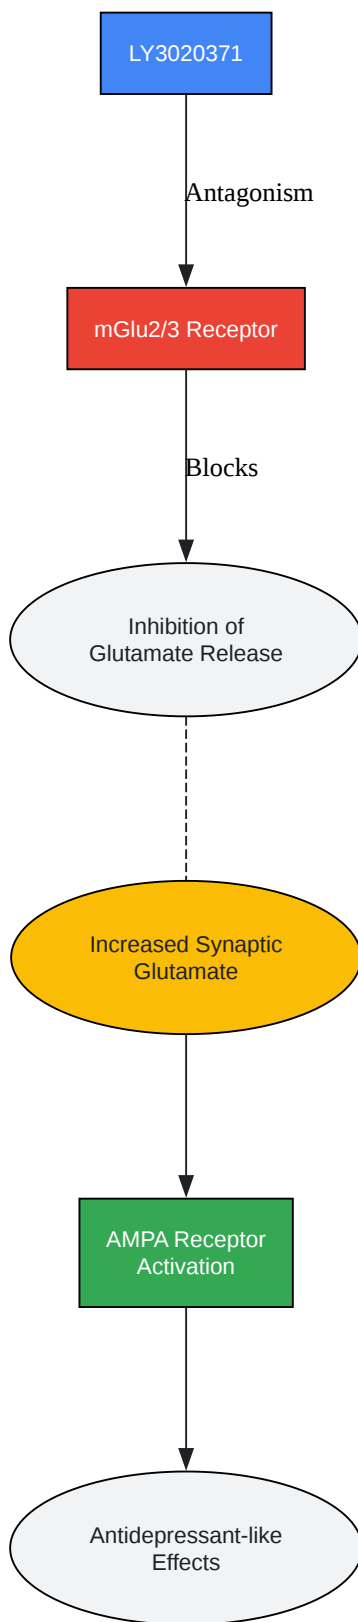 LY3020371
Antagonism
mGlu2/3 Receptor
Blocks
Inhibition of
Glutamate Release
Increased Synaptic
Glutamate
AMPA Receptor
Activation
Antidepressant-like
Effects